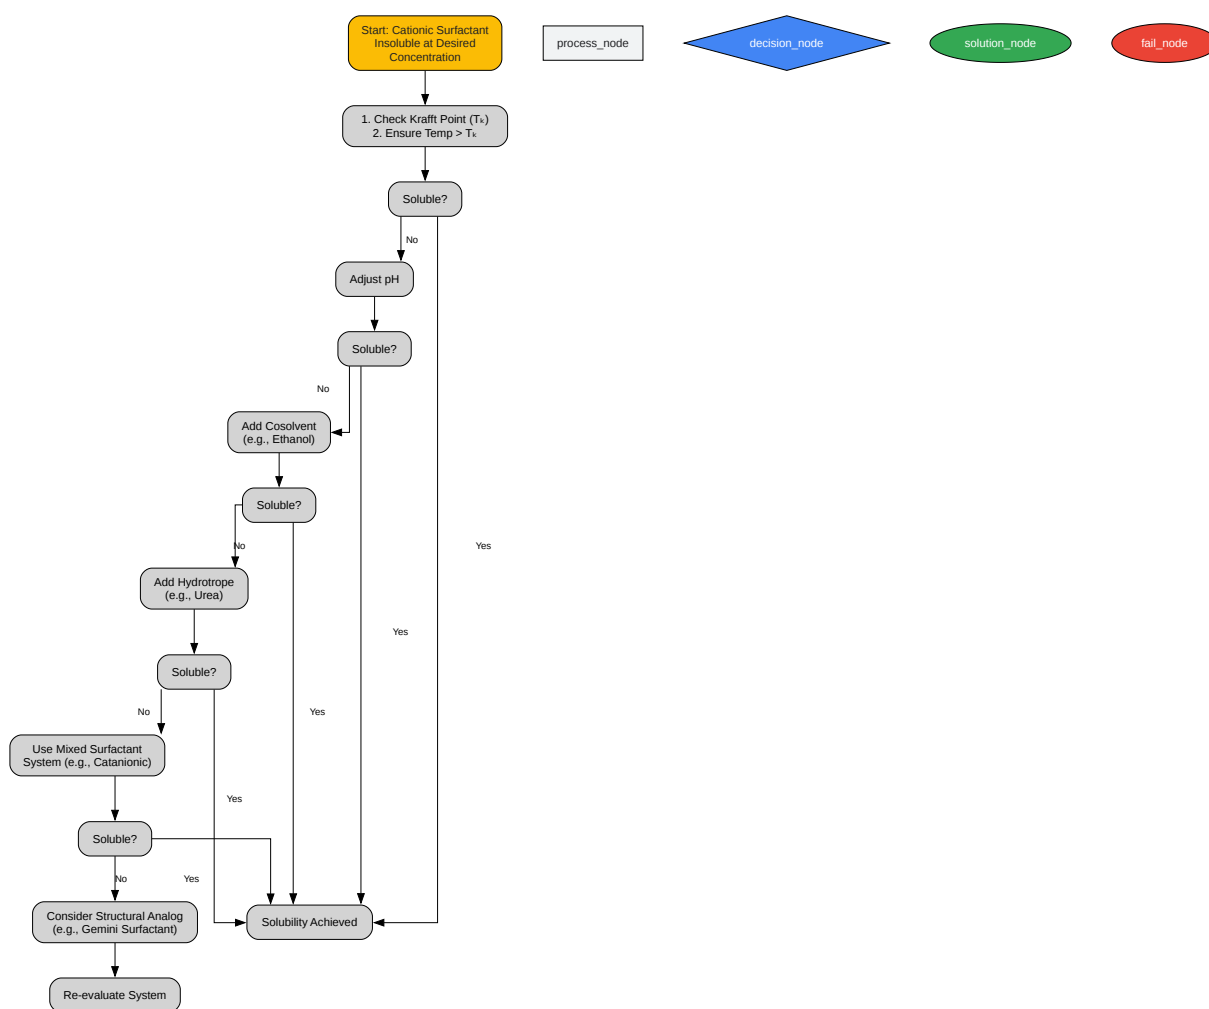 Start: Cationic Surfactant
Insoluble at Desired
Concentration
process_node
decision_node
solution_node
fail_node
1. Check Krafft Point (Tₖ)
2. Ensure Temp > Tₖ
Soluble?
No
Adjust pH
Soluble?
No
Add Cosolvent
(e.g., Ethanol)
Soluble?
No
Yes
Add Hydrotrope
(e.g., Urea)
Yes
Soluble?
No
Yes
Use Mixed Surfactant
System (e.g., Catanionic)
Yes
Soluble?
No
Yes
Consider Structural Analog
(e.g., Gemini Surfactant)
Solubility Achieved
Re-evaluate System